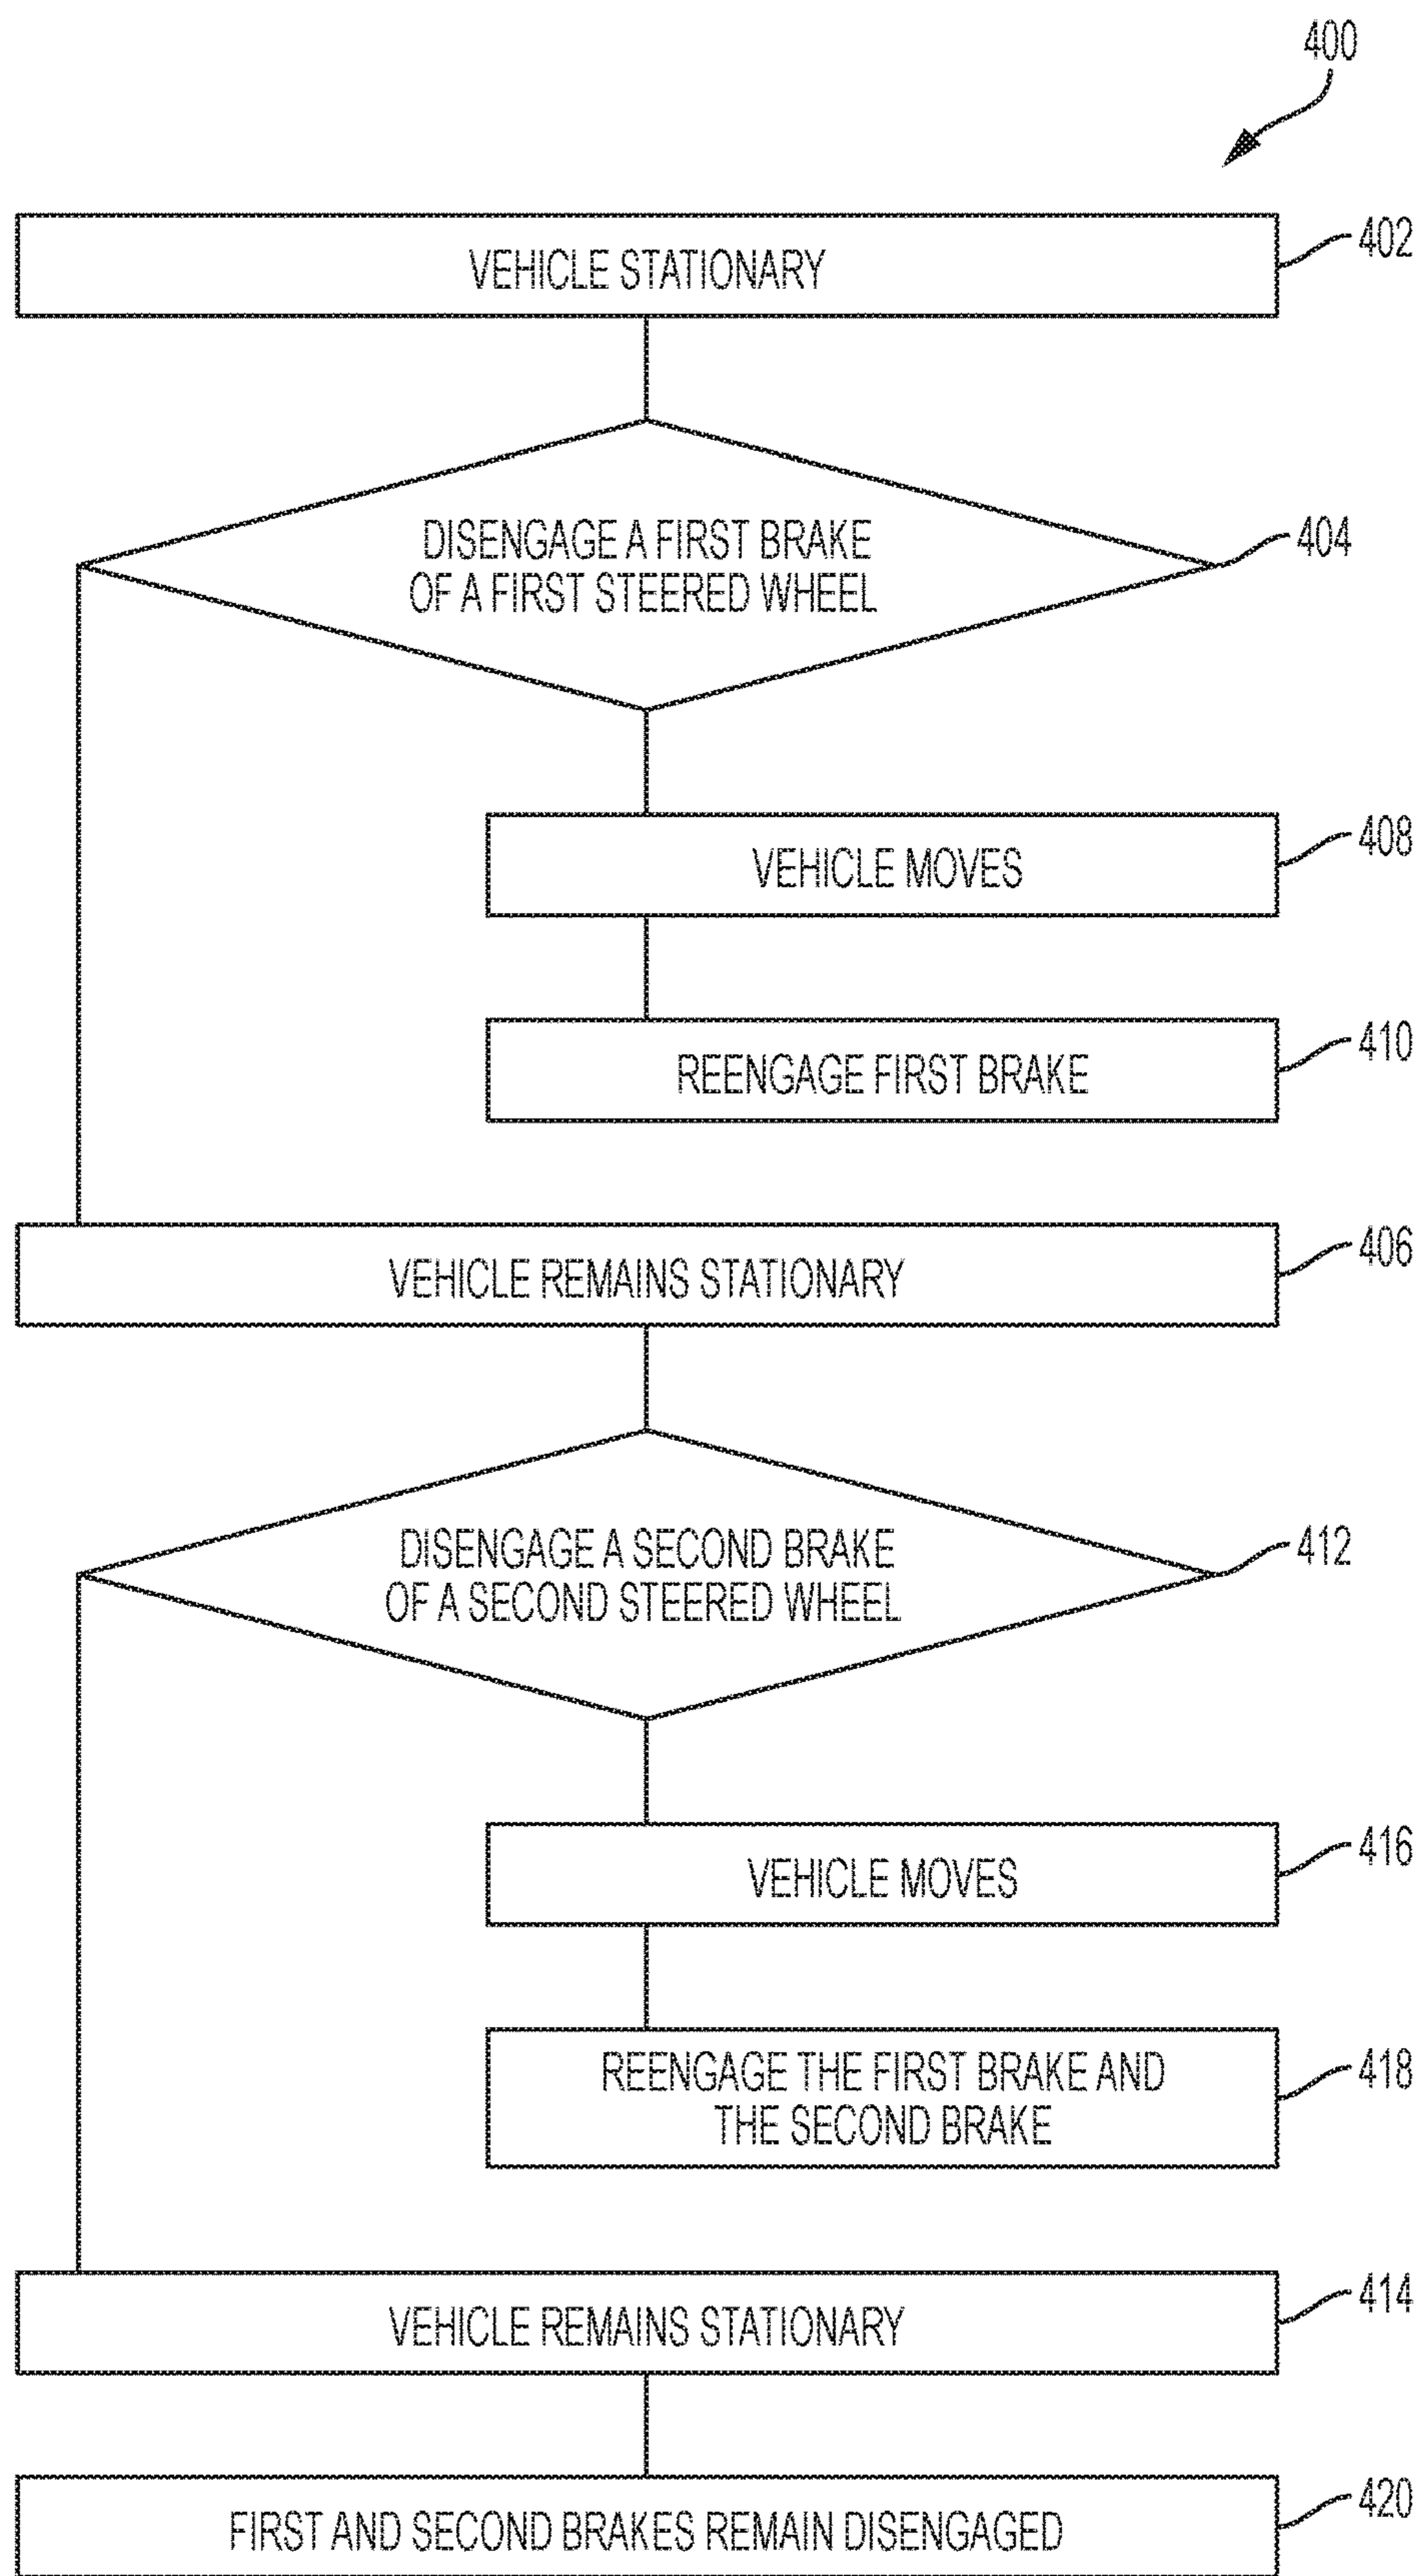 400
VEHICLE STATIONARY
402
DISENGAGE A FIRST BRAKE
OF A FIRST STEERED WHEEL
404
VEHICLE MOVES
408
REENGAGE FIRST BRAKE
410
VEHICLE REMAINS STATIONARY
406
DISENGAGE A SECOND BRAKE
OF A SECOND STEERED WHEEL
412
VEHICLE MOVES
416
REENGAGE THE FIRST BRAKE AND
THE SECOND BRAKE
418
VEHICLE REMAINS STATIONARY
414
FIRST AND SECOND BRAKES REMAIN DISENGAGED
420